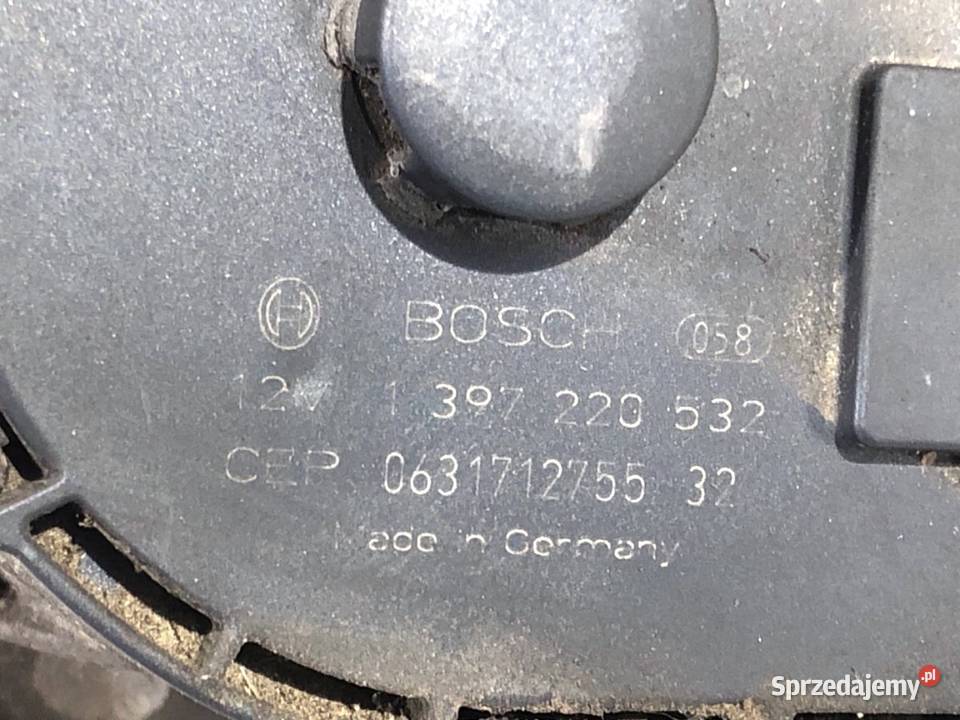 BOSCH 058
12V 1 397 220 532
CEP 0631712755 32
Made in Germany
Sprzedajemy.pl